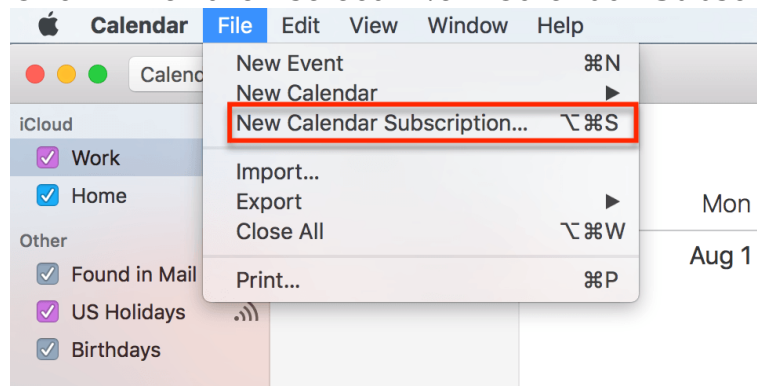 Calendar File Edit View Window Help
Calenc
New Event ⌘N
New Calendar ▶
New Calendar Subscription... ⌥⌘S
Import...
Export ▶
Close All ⌥⌘W
Print... ⌘P
iCloud
Work
Home
Other
Found in Mail
US Holidays
Birthdays
Mon
Aug 1